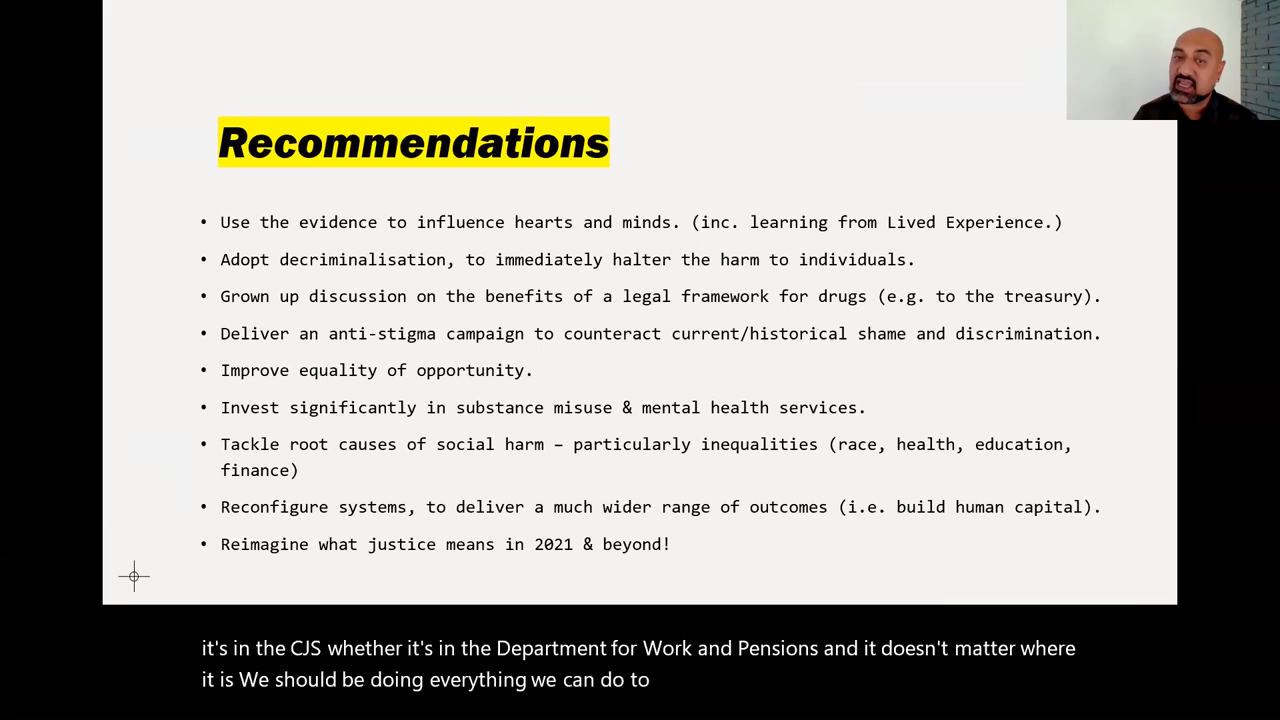 Recommendations
• Use the evidence to influence hearts and minds. (inc. learning from Lived Experience.)
• Adopt decriminalisation, to immediately halter the harm to individuals.
• Grown up discussion on the benefits of a legal framework for drugs (e.g. to the treasury).
• Deliver an anti-stigma campaign to counteract current/historical shame and discrimination.
• Improve equality of opportunity.
• Invest significantly in substance misuse & mental health services.
• Tackle root causes of social harm – particularly inequalities (race, health, education,
finance)
• Reconfigure systems, to deliver a much wider range of outcomes (i.e. build human capital).
• Reimagine what justice means in 2021 & beyond!
it's in the CJS whether it's in the Department for Work and Pensions and it doesn't matter where
it is We should be doing everything we can do to